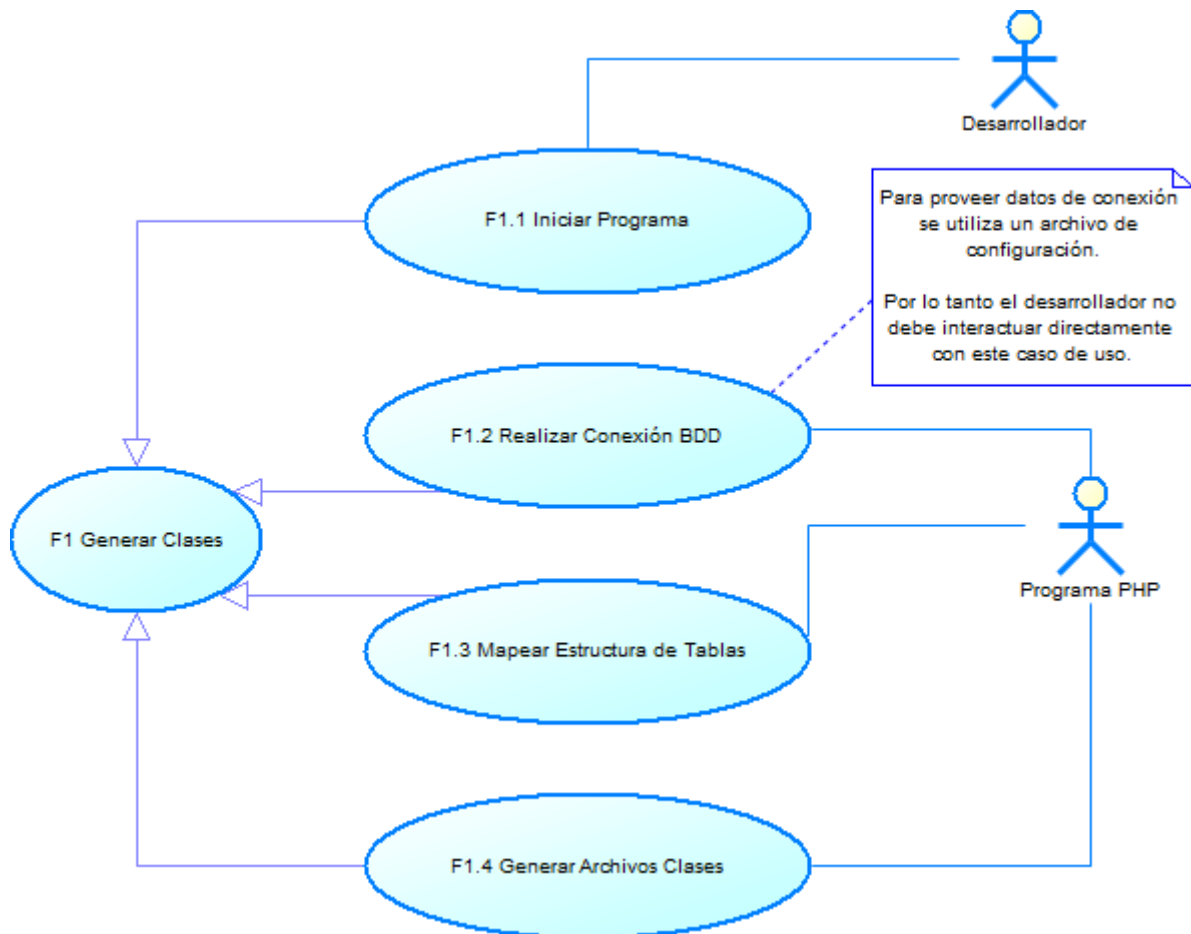 Desarrollador
F1.1 Iniciar Programa
Para proveer datos de conexión
se utiliza un archivo de
configuración.
Por lo tanto el desarrollador no
debe interactuar directamente
con este caso de uso.
F1.2 Realizar Conexión BDD
F1 Generar Clases
Programa PHP
F1.3 Mapear Estructura de Tablas
F1.4 Generar Archivos Clases